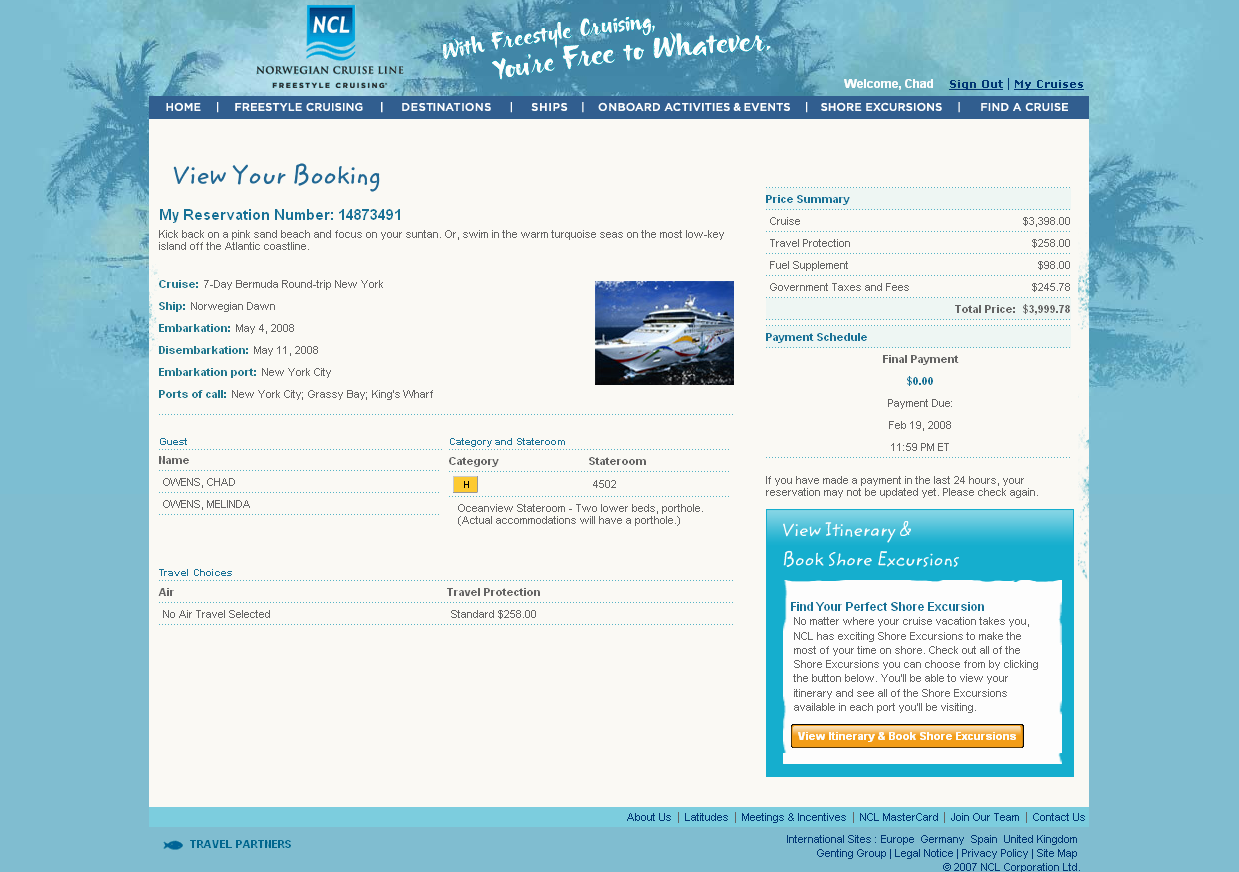 NCL
NORWEGIAN CRUISE LINE
FREESTYLE CRUISING'
With Freestyle Cruising,
You're Free to Whatever.
Welcome, Chad Sign Out | My Cruises
HOME | FREESTYLE CRUISING | DESTINATIONS | SHIPS | ONBOARD ACTIVITIES & EVENTS | SHORE EXCURSIONS | FIND A CRUISE
View Your Booking
My Reservation Number: 14873491
Kick back on a pink sand beach and focus on your suntan. Or, swim in the warm turquoise seas on the most low-key
island off the Atlantic coastline.
Cruise: 7-Day Bermuda Round-trip New York
Ship: Norwegian Dawn
Embarkation: May 4, 2008
Disembarkation: May 11, 2008
Embarkation port: New York City
Ports of call: New York City; Grassy Bay; King's Wharf
Guest
Name
OWENS, CHAD
OWENS, MELINDA
Category and Stateroom
Category Stateroom
H 4502
Oceanview Stateroom - Two lower beds, porthole.
(Actual accommodations will have a porthole.)
Travel Choices
Air Travel Protection
No Air Travel Selected Standard $258.00
Price Summary
Cruise $3,398.00
Travel Protection $258.00
Fuel Supplement $98.00
Government Taxes and Fees $245.78
Total Price: $3,999.78
Payment Schedule
Final Payment
$0.00
Payment Due:
Feb 19, 2008
11:59 PM ET
If you have made a payment in the last 24 hours, your
reservation may not be updated yet. Please check again.
View Itinerary &
Book Shore Excursions
Find Your Perfect Shore Excursion
No matter where your cruise vacation takes you,
NCL has exciting Shore Excursions to make the
most of your time on shore. Check out all of the
Shore Excursions you can choose from by clicking
the button below. You'll be able to view your
itinerary and see all of the Shore Excursions
available in each port you'll be visiting.
View Itinerary & Book Shore Excursions
About Us | Latitudes | Meetings & Incentives | NCL MasterCard | Join Our Team | Contact Us
TRAVEL PARTNERS
International Sites : Europe Germany Spain United Kingdom
Genting Group | Legal Notice | Privacy Policy | Site Map
© 2007 NCL Corporation Ltd.